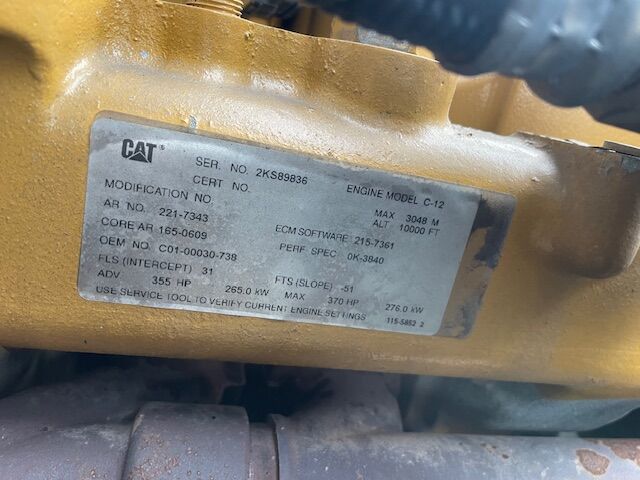 CAT®
SER. NO. 2KS89836 ENGINE MODEL C-12
CERT NO.
MODIFICATION NO. MAX 3048 M
AR NO. 221-7343 ALT 10000 FT
CORE AR 165-0609 ECM SOFTWARE 215-7361
OEM NO. C01-00030-738 PERF SPEC 0K-3840
FLS (INTERCEPT) 31 FTS (SLOPE) -51
ADV 355 HP 265.0 kW MAX 370 HP 276.0 kW
USE SERVICE TOOL TO VERIFY CURRENT ENGINE SETTINGS 115-5852 2